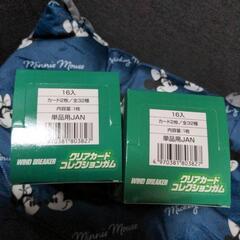 Minnie Mouse
16入
カード2枚/全32種
内容量:1枚
単品用JAN
4970381803827
WIND BREAKER
クリアカード
コレクションガム
16入
カード2枚/全32種
内容量:1枚
単品用JAN
4970381803827
WIND BREAKER
クリアカード
コレクションガム
Minnie Mouse